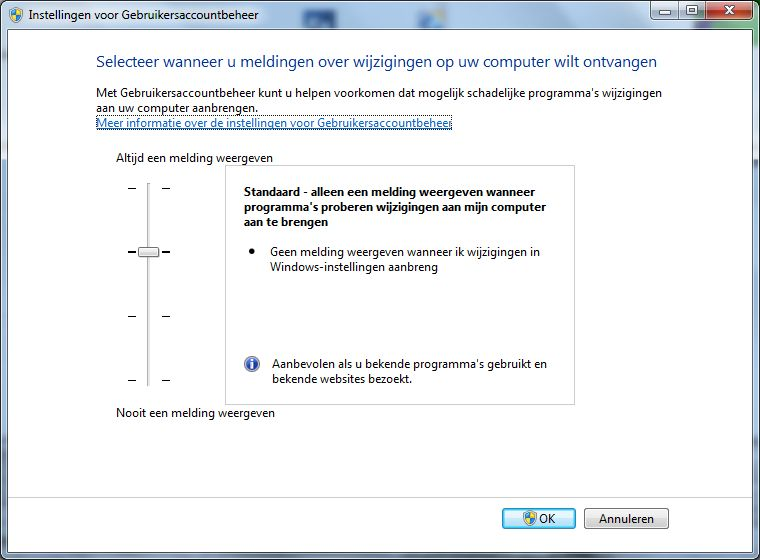 Instellingen voor Gebruikersaccountbeheer
Selecteer wanneer u meldingen over wijzigingen op uw computer wilt ontvangen
Met Gebruikersaccountbeheer kunt u helpen voorkomen dat mogelijk schadelijke programma's wijzigingen
aan uw computer aanbrengen.
Meer informatie over de instellingen voor Gebruikersaccountbeheer
Altijd een melding weergeven
Standaard - alleen een melding weergeven wanneer
programma's proberen wijzigingen aan mijn computer
aan te brengen
• Geen melding weergeven wanneer ik wijzigingen in
Windows-instellingen aanbreng
Aanbevolen als u bekende programma's gebruikt en
bekende websites bezoekt.
Nooit een melding weergeven
OK
Annuleren